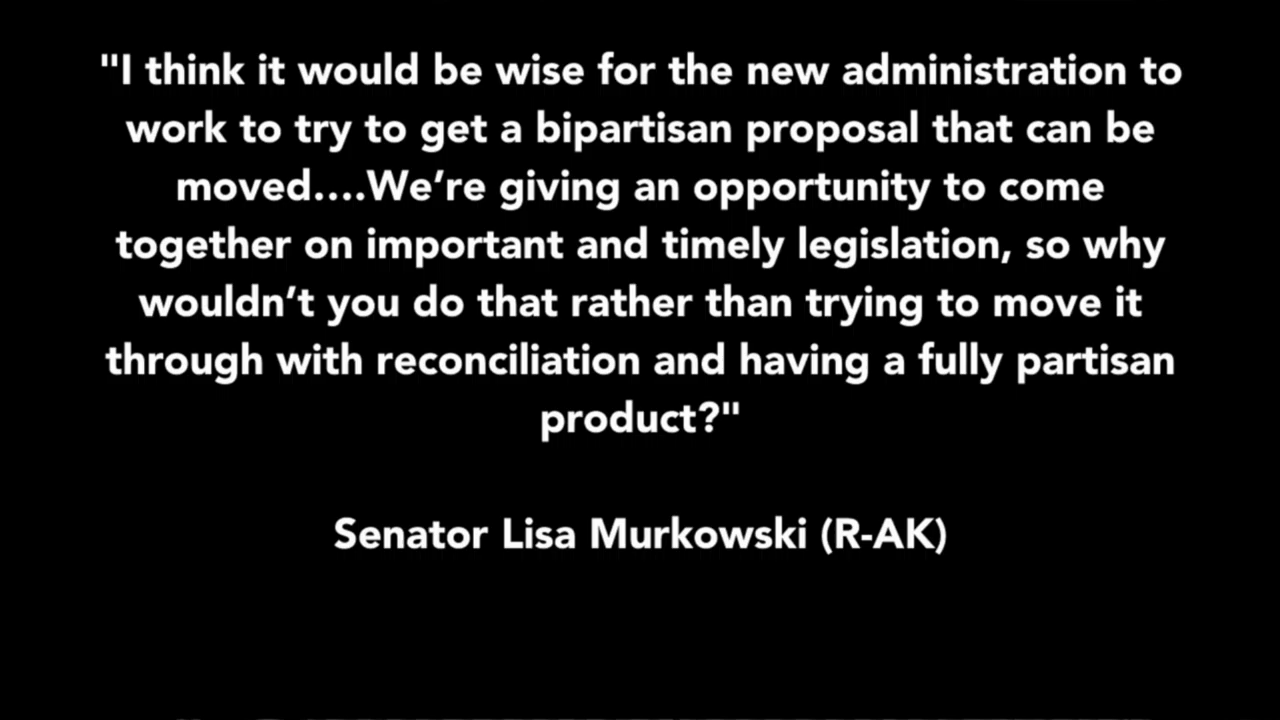 "I think it would be wise for the new administration to
work to try to get a bipartisan proposal that can be
moved....We’re giving an opportunity to come
together on important and timely legislation, so why
wouldn’t you do that rather than trying to move it
through with reconciliation and having a fully partisan
product?"
Senator Lisa Murkowski (R-AK)